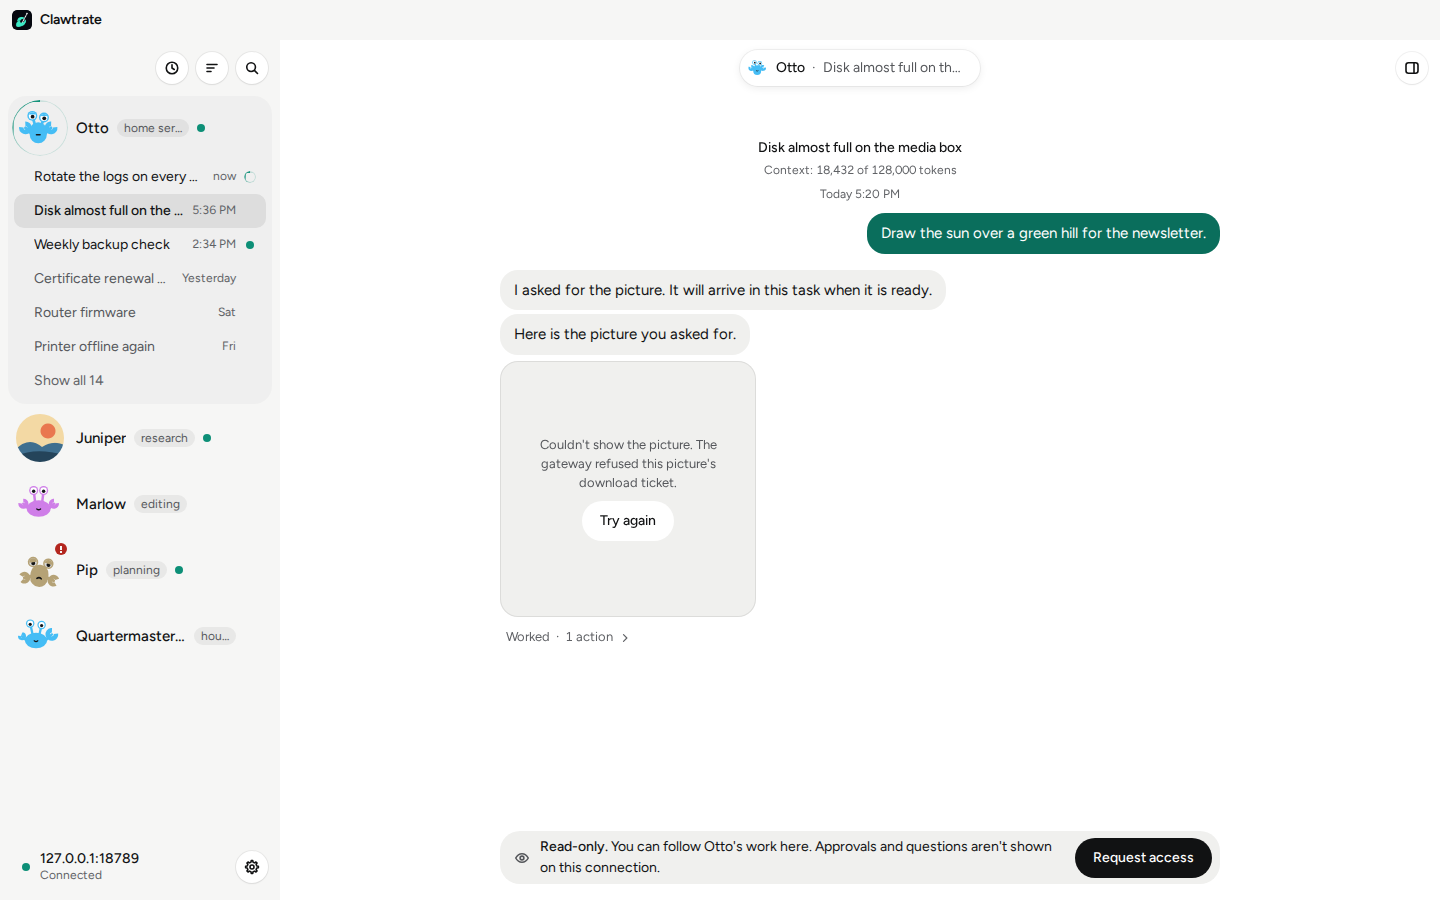 Clawtrate
Otto home ser...
Rotate the logs on every ... now
Disk almost full on the ... 5:36 PM
Weekly backup check 2:34 PM
Certificate renewal ... Yesterday
Router firmware Sat
Printer offline again Fri
Show all 14
Juniper research
Marlow editing
Pip planning
Quartermaster... hou...
127.0.0.1:18789
Connected
Otto · Disk almost full on th...
Disk almost full on the media box
Context: 18,432 of 128,000 tokens
Today 5:20 PM
Draw the sun over a green hill for the newsletter.
I asked for the picture. It will arrive in this task when it is ready.
Here is the picture you asked for.
Couldn't show the picture. The
gateway refused this picture's
download ticket.
Try again
Worked · 1 action
Read-only. You can follow Otto's work here. Approvals and questions aren't shown
on this connection.
Request access